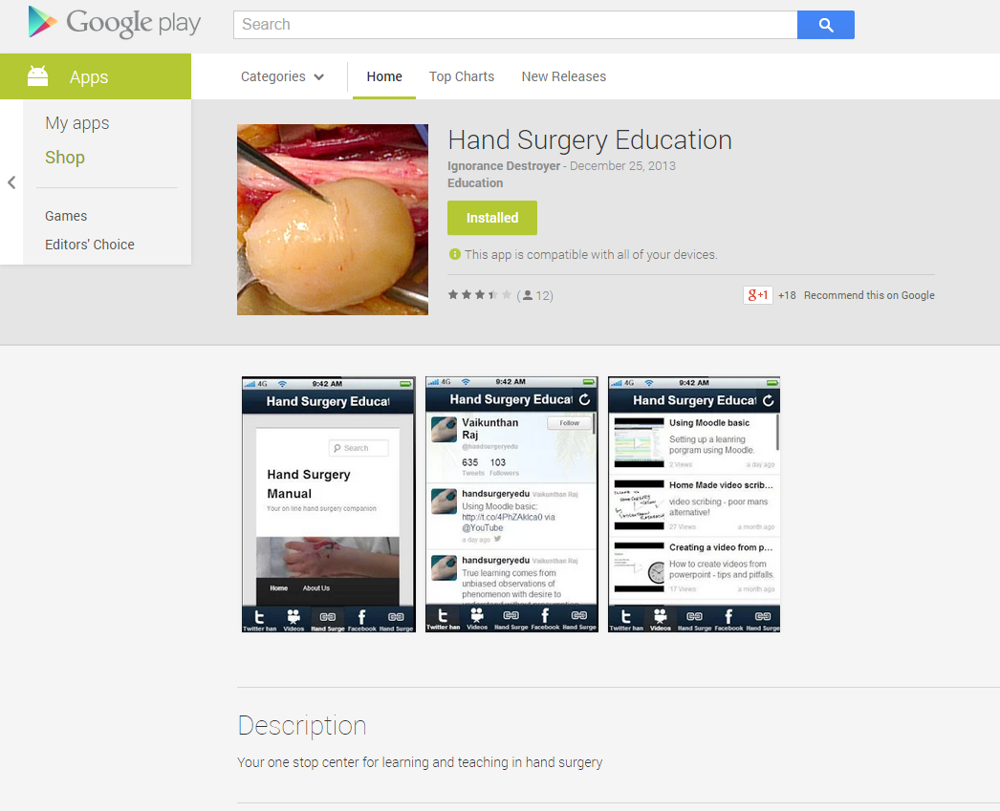 Google play
Search
Apps
Categories
Home
Top Charts
New Releases
My apps
Shop
Games
Editors' Choice
Hand Surgery Education
Ignorance Destroyer - December 25, 2013
Education
Installed
This app is compatible with all of your devices.
(12)
g+1 +18 Recommend this on Google
4G 9:42 AM
Hand Surgery Educat
Search
Hand Surgery
Manual
Your on line hand surgery companion
Home About Us
Twitter han Videos Hand Surge Facebook Hand Surge
4G 9:42 AM
Hand Surgery Educat
Vaikunthan
Raj
Follow
@handsurgeryedu
635 103
Tweets Followers
handsurgeryedu Vaikunthan Raj
Using Moodle basic:
http://t.co/4PhZAklca0 via
@YouTube
a day ago
handsurgeryedu Vaikunthan Raj
True learning comes from
unbiased observations of
phenomenon with desire to
understand without presumption
Twitter han Videos Hand Surge Facebook Hand Surge
4G 9:42 AM
Hand Surgery Educat
Using Moodle basic
Setting up a leanring
porgram using Moodle.
2 Views a day ago
Home Made video scrib...
video scribing - poor mans
alternative!
27 Views a month ago
Creating a video from p...
How to create videos from
powerpoint - tips and pitfalls.
17 Views a month ago
Twitter han Videos Hand Surge Facebook Hand Surge
Description
Your one stop center for learning and teaching in hand surgery